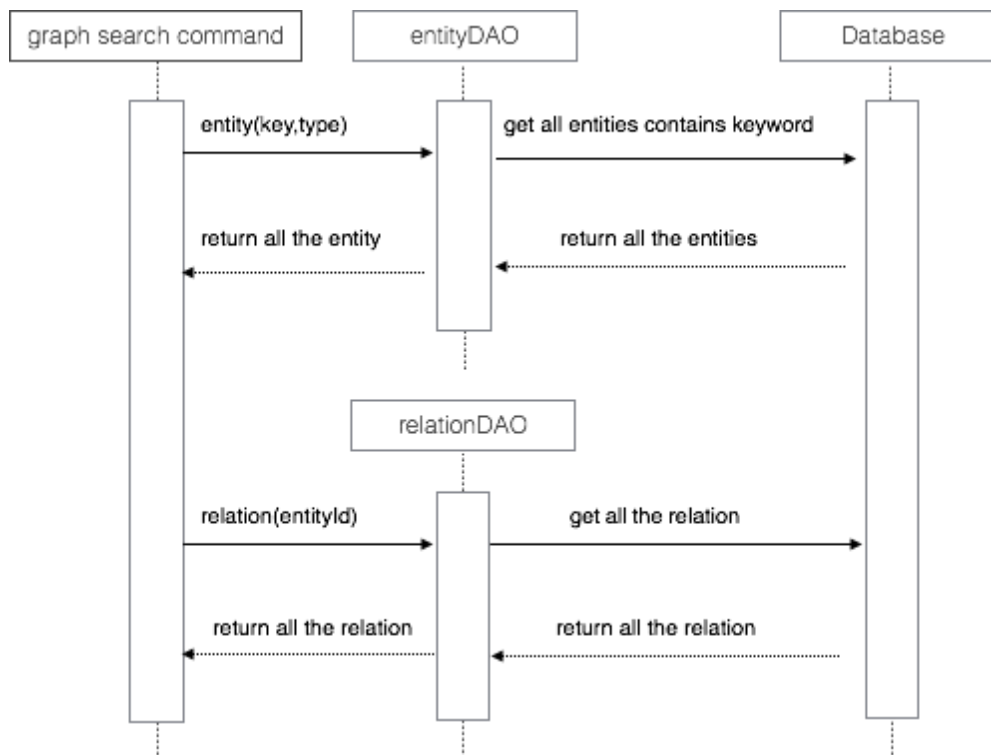 graph search command
entityDAO
Database
entity(key,type)
get all entities contains keyword
return all the entity
return all the entities
relationDAO
relation(entityId)
get all the relation
return all the relation
return all the relation